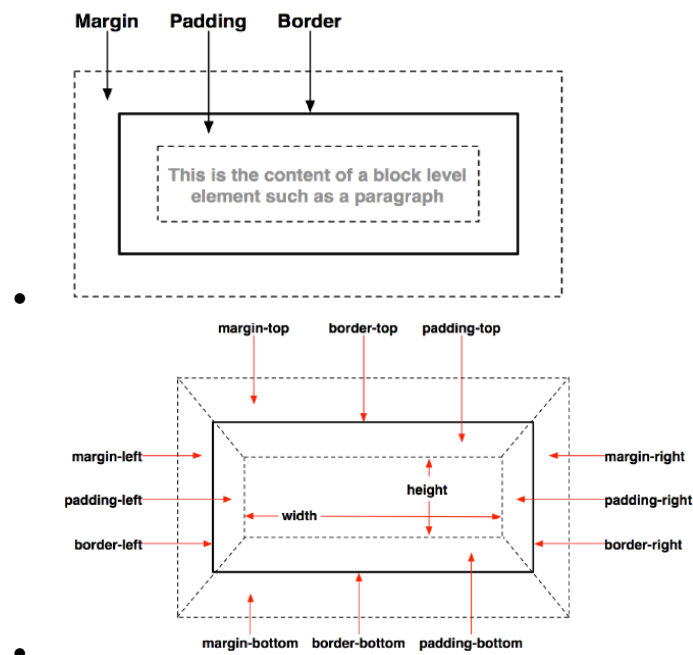 Margin Padding Border
This is the content of a block level
element such as a paragraph
margin-top border-top padding-top
margin-left margin-right
height
padding-left padding-right
width
border-left border-right
margin-bottom border-bottom padding-bottom